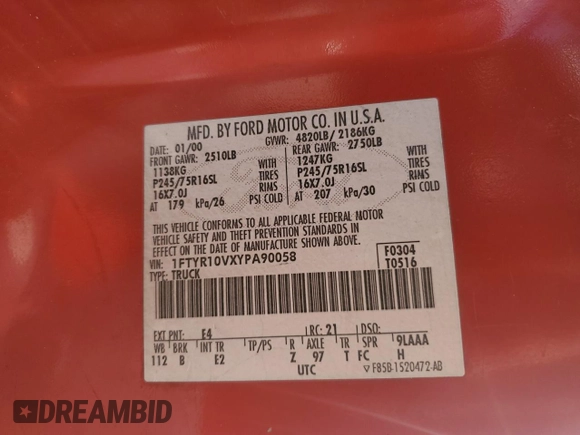 MFD. BY FORD MOTOR CO. IN U.S.A.
DATE: 01/00 GVWR: 4820LB/ 2186KG
FRONT GAWR: 2510LB REAR GAWR: 2750LB
1138KG WITH 1247KG WITH
P245/75R16SL TIRES P245/75R16SL TIRES
16X7.0J RIMS 16X7.0J RIMS
AT 179 kPa/26 PSI COLD AT 207 kPa/30 PSI COLD
THIS VEHICLE CONFORMS TO ALL APPLICABLE FEDERAL MOTOR
VEHICLE SAFETY AND THEFT PREVENTION STANDARDS IN EFFECT
ON THE DATE OF MANUFACTURE SHOWN ABOVE.
VIN: 1FTYR10VXYPA90058 F0304
TYPE: TRUCK T0516
EXT PNT: E4 RC: 21 DSO:
WB BRK INT TR TP/PS R AXLE TR SPR 9LAAA
112 B E2 Z 97 T FC H
UTC F85B-1520472-AB
DREAMBID